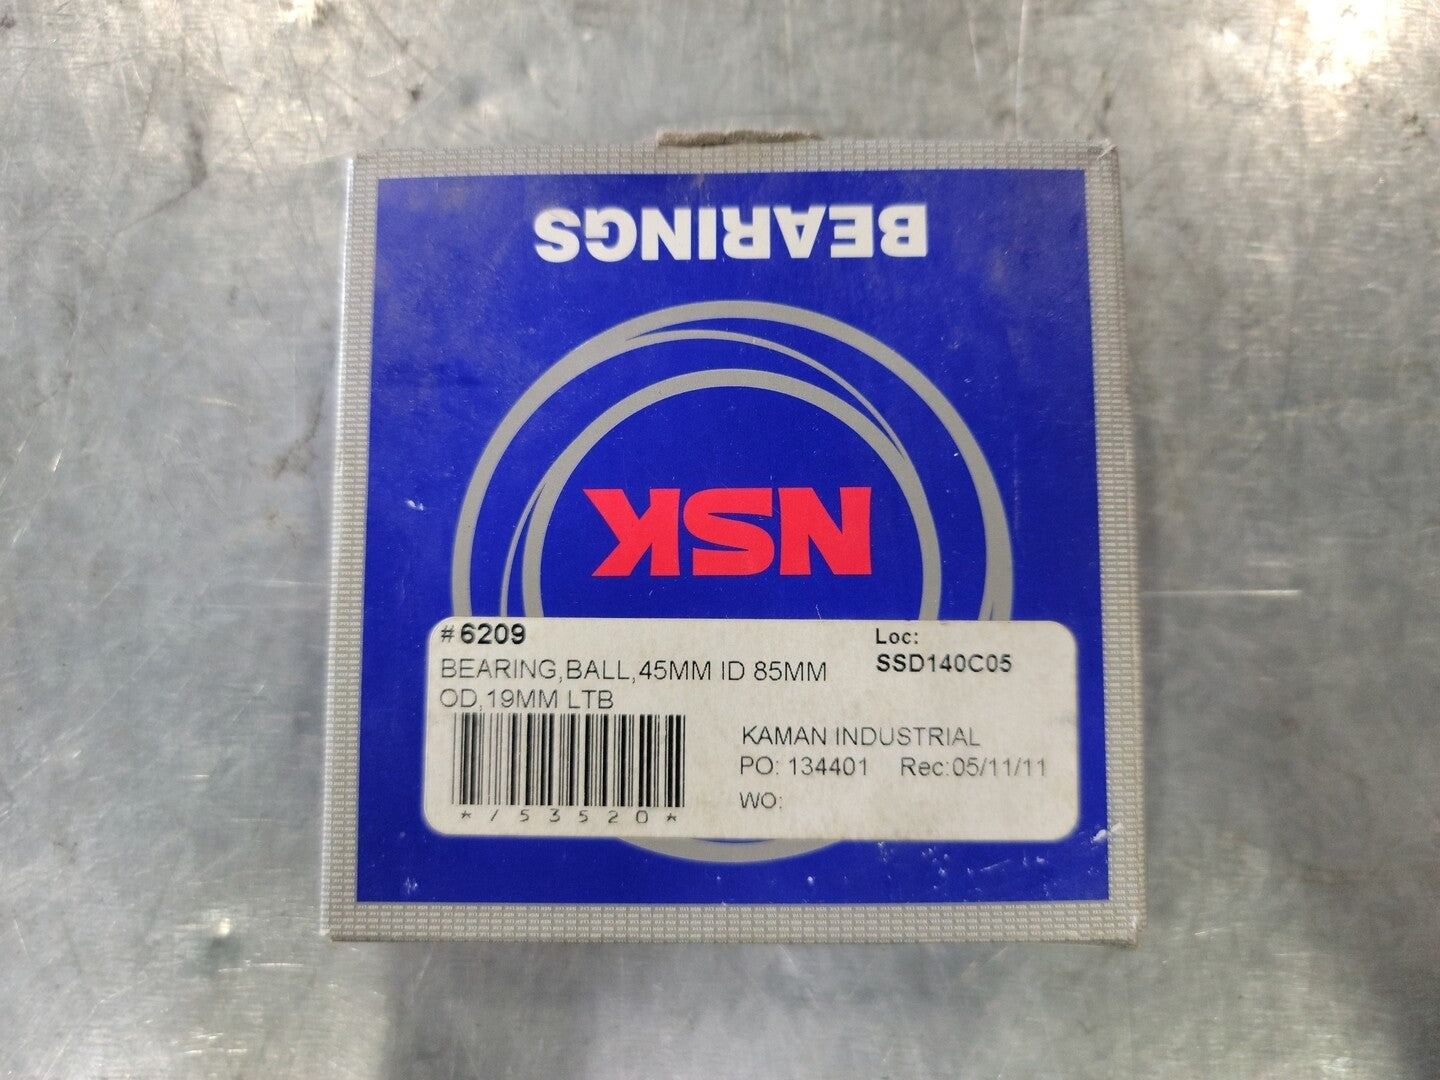 BEARINGS
NSK
#6209
BEARING,BALL,45MM ID 85MM
OD,19MM LTB
Loc:
SSD140C05
KAMAN INDUSTRIAL
PO: 134401 Rec:05/11/11
WO: